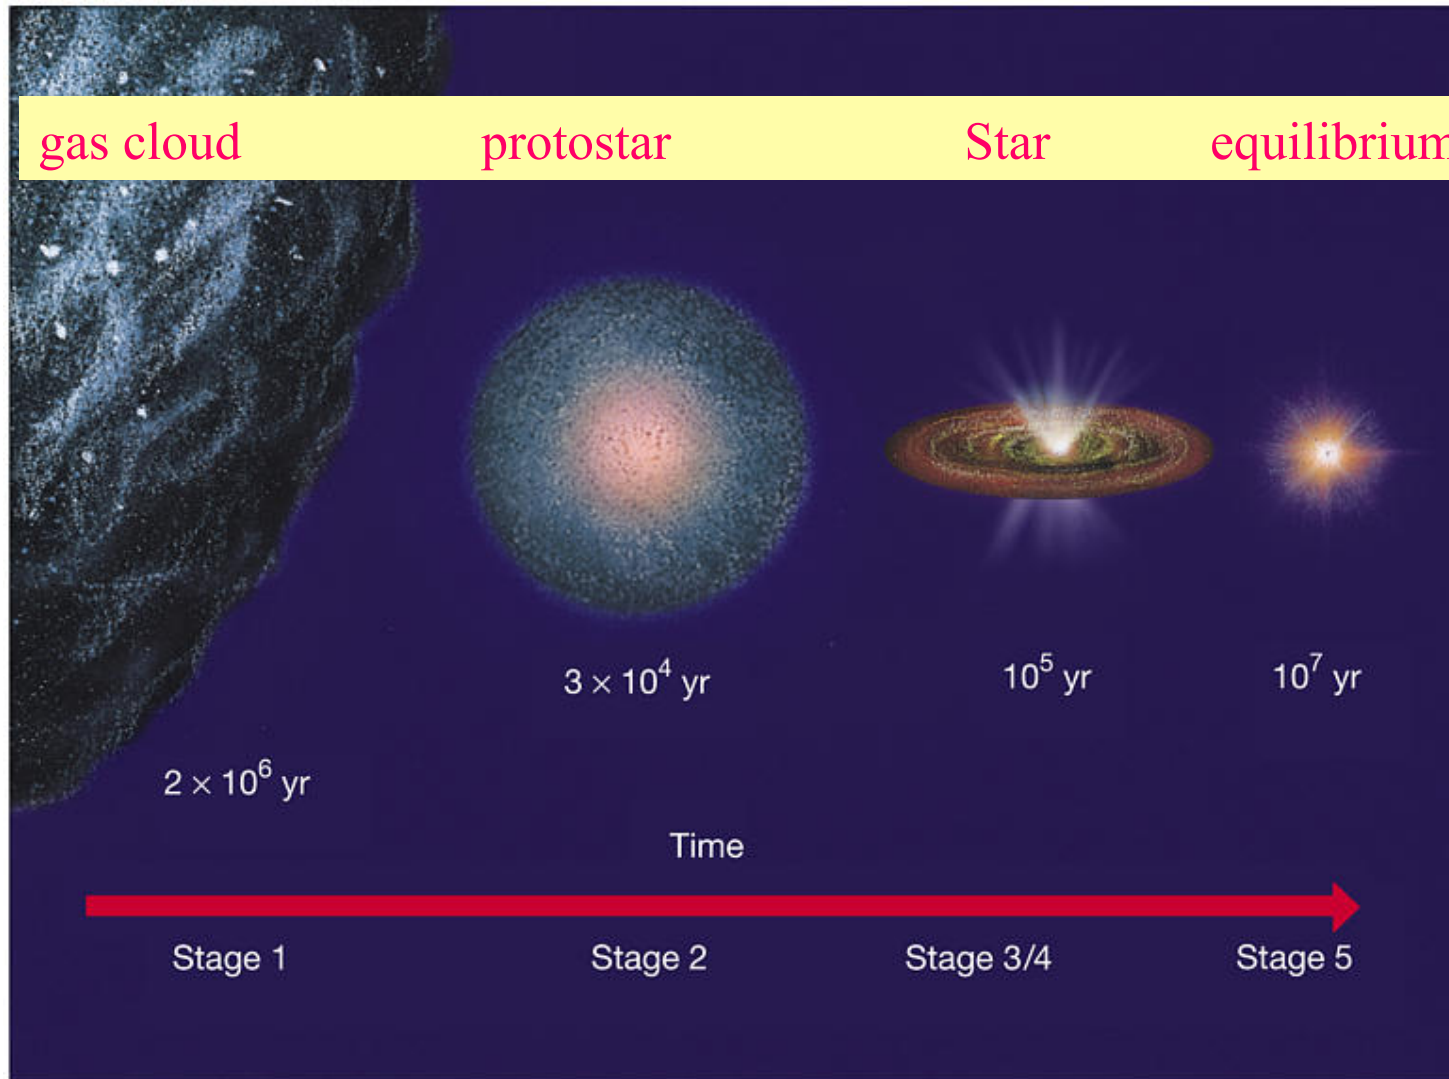 gas cloud protostar Star equilibrium
3 × 10⁴ yr 10⁵ yr 10⁷ yr
2 × 10⁶ yr
Time
Stage 1 Stage 2 Stage 3/4 Stage 5